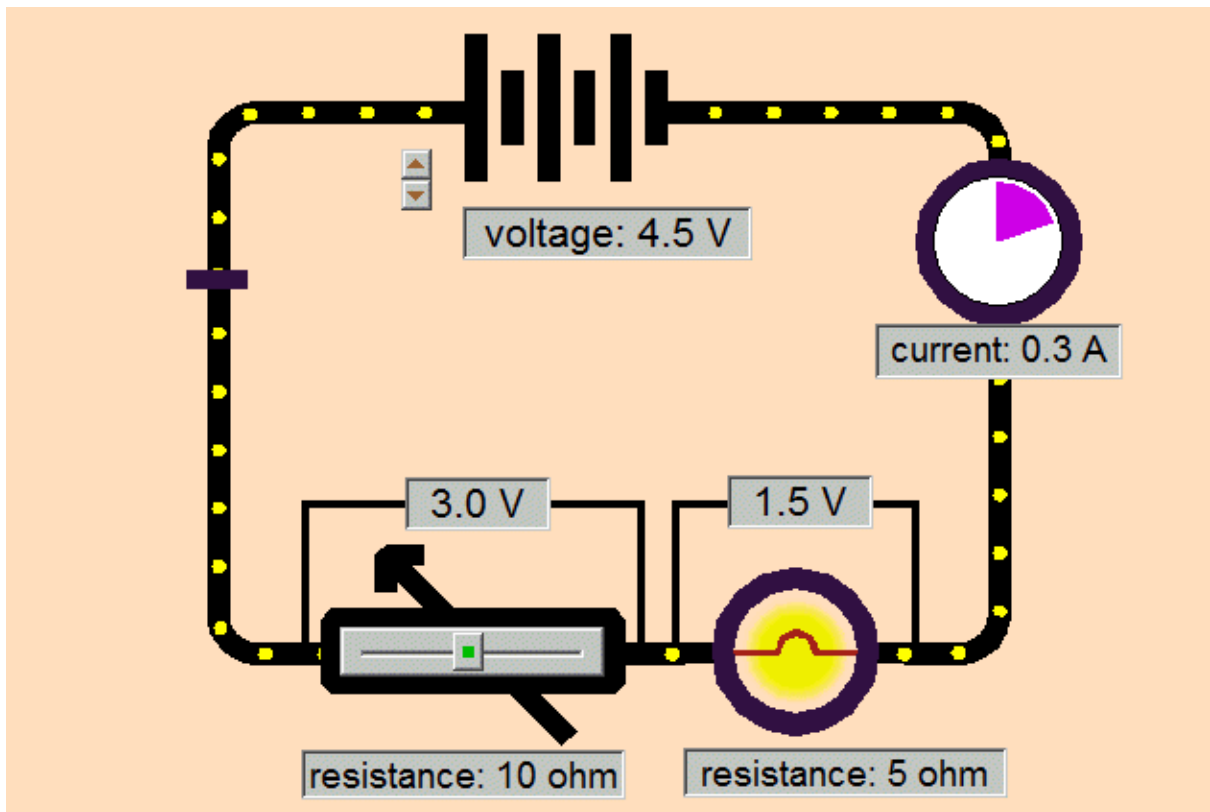 voltage: 4.5 V
current: 0.3 A
3.0 V
1.5 V
resistance: 10 ohm
resistance: 5 ohm